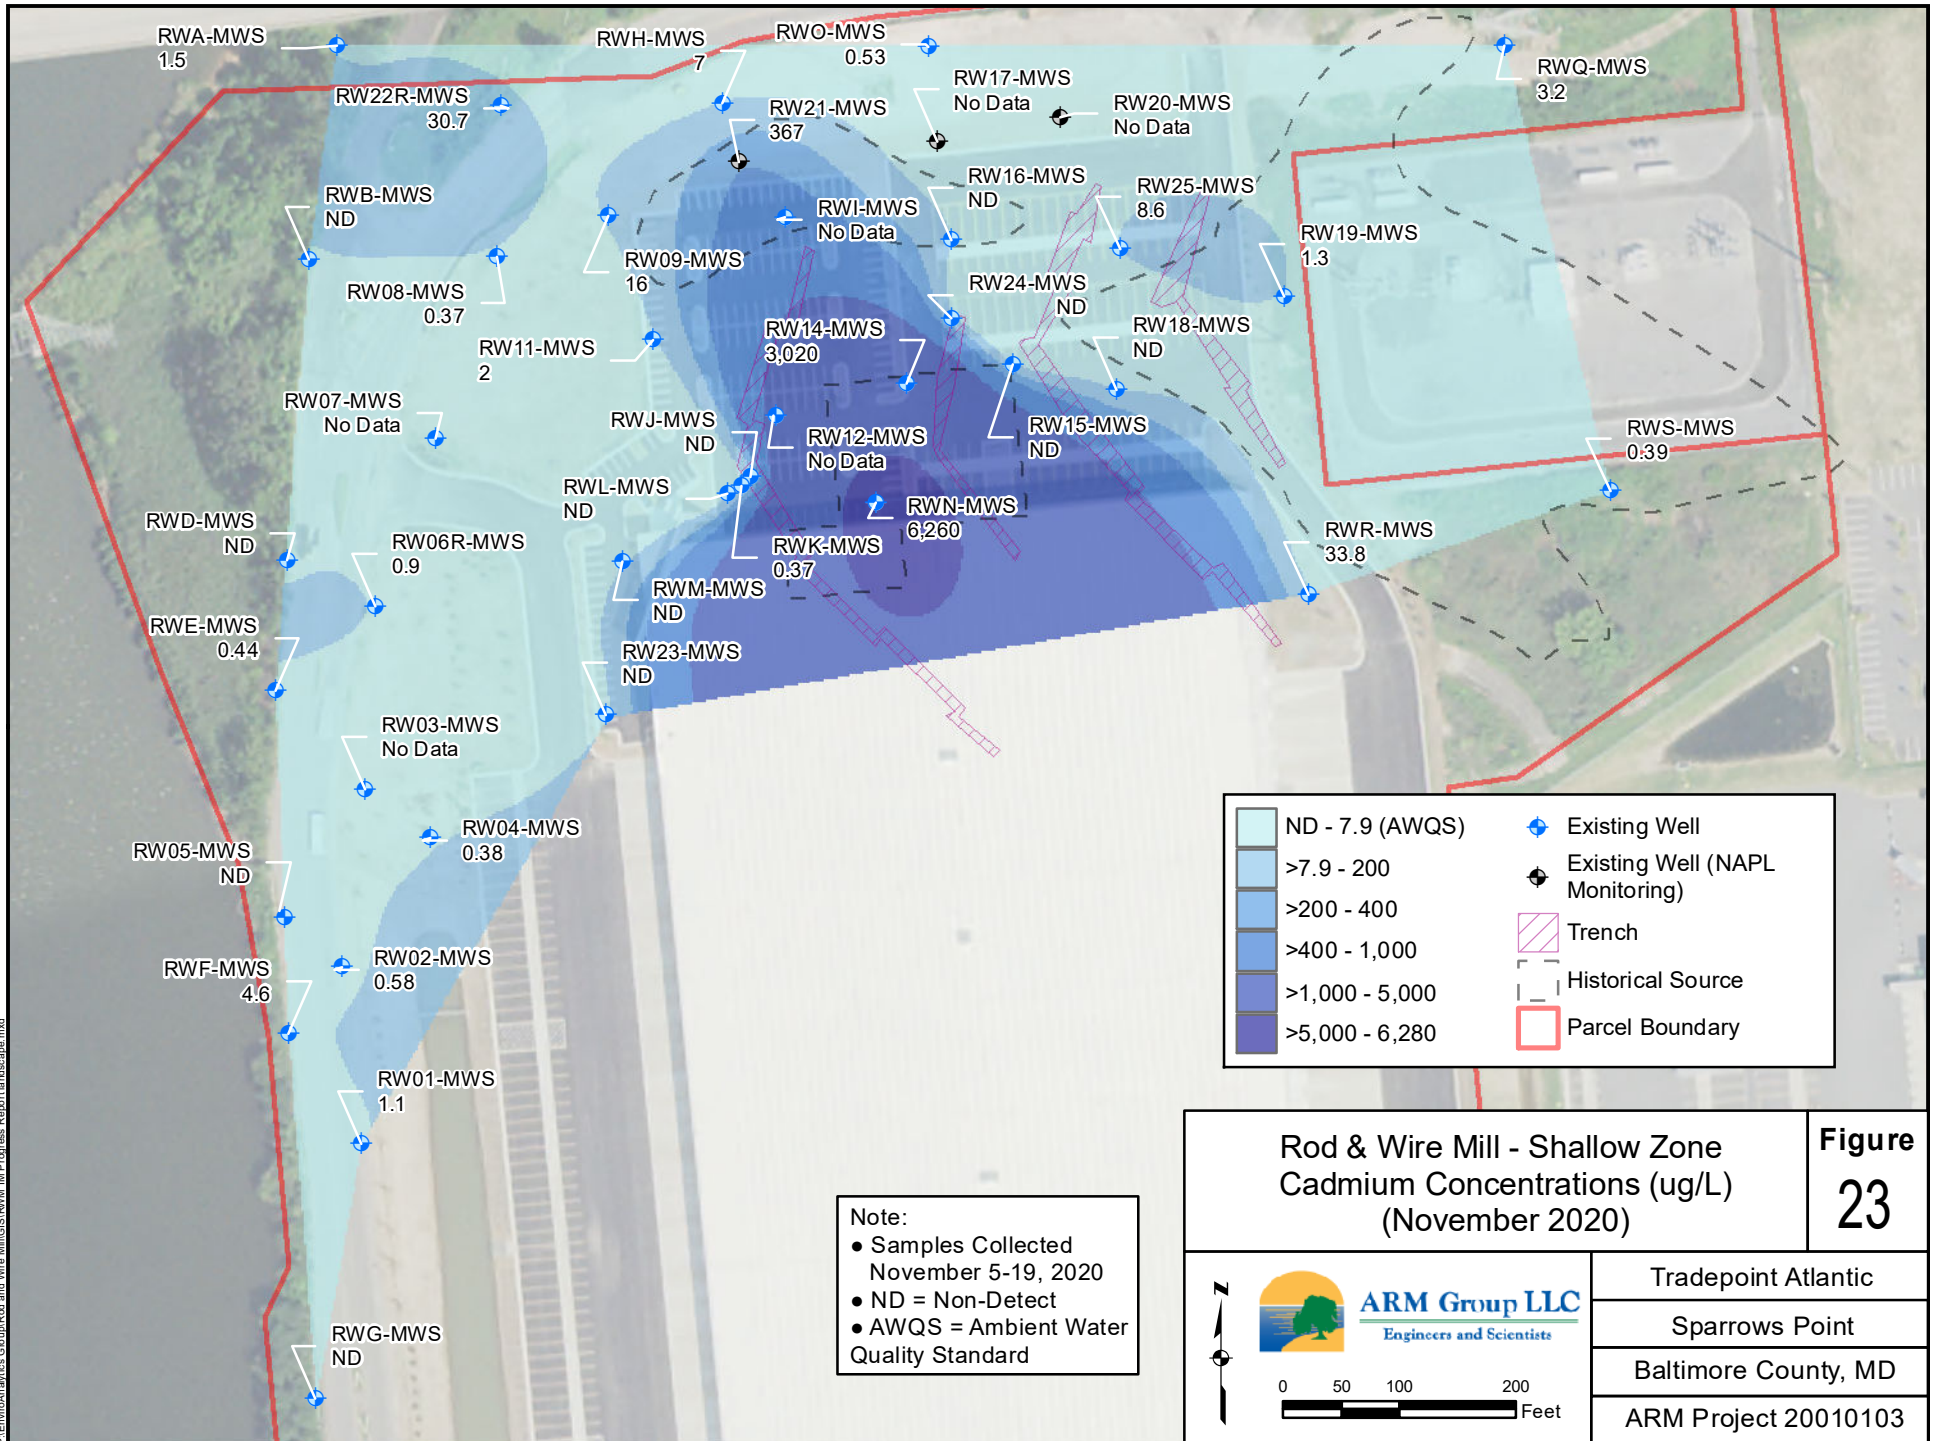 RWA-MWS
1.5
RWH-MWS
7
RWO-MWS
0.53
RWQ-MWS
3.2
RW22R-MWS
30.7
RW21-MWS
367
RW17-MWS
No Data
RW20-MWS
No Data
RWB-MWS
ND
RWI-MWS
No Data
RW16-MWS
ND
RW25-MWS
8.6
RW19-MWS
1.3
RW09-MWS
16
RW08-MWS
0.37
RW24-MWS
ND
RW11-MWS
2
RW14-MWS
3,020
RW18-MWS
ND
RW07-MWS
No Data
RWJ-MWS
ND
RW12-MWS
No Data
RW15-MWS
ND
RWS-MWS
0.39
RWL-MWS
ND
RWN-MWS
6,260
RWD-MWS
ND
RW06R-MWS
0.9
RWK-MWS
0.37
RWR-MWS
33.8
RWM-MWS
ND
RWE-MWS
0.44
RW23-MWS
ND
RW03-MWS
No Data
RW04-MWS
0.38
RW05-MWS
ND
RW02-MWS
0.58
RWF-MWS
4.6
RW01-MWS
1.1
RWG-MWS
ND
ND - 7.9 (AWQS)
>7.9 - 200
>200 - 400
>400 - 1,000
>1,000 - 5,000
>5,000 - 6,280
Existing Well
Existing Well (NAPL
Monitoring)
Trench
Historical Source
Parcel Boundary
Note:
● Samples Collected
November 5-19, 2020
● ND = Non-Detect
● AWQS = Ambient Water
Quality Standard
Rod & Wire Mill - Shallow Zone
Cadmium Concentrations (ug/L)
(November 2020)
Figure
23
N
ARM Group LLC
Engineers and Scientists
0 50 100 200
Feet
Tradepoint Atlantic
Sparrows Point
Baltimore County, MD
ARM Project 20010103